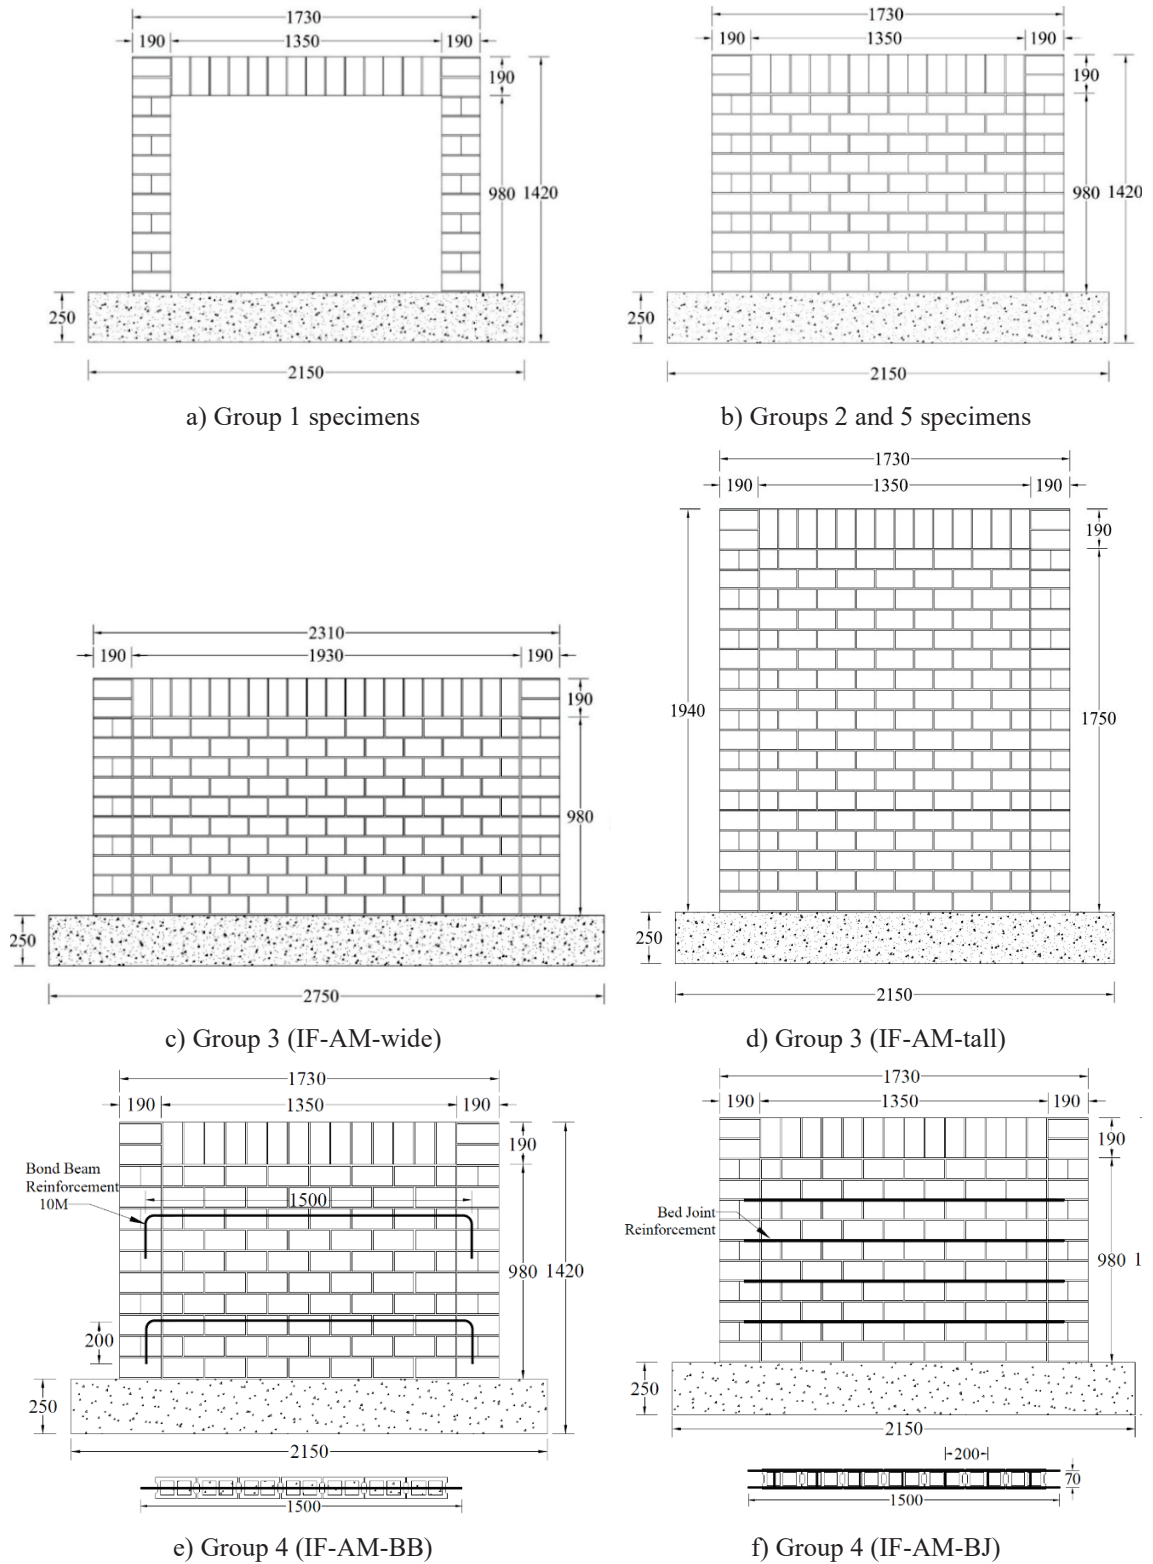 1730
190 1350 190
190
980 1420
250
2150
a) Group 1 specimens
1730
190 1350 190
190
980 1420
250
2150
b) Groups 2 and 5 specimens
2310
190 1930 190
190
980
250
2750
c) Group 3 (IF-AM-wide)
1730
190 1350 190
190
1940
1750
250
2150
d) Group 3 (IF-AM-tall)
1730
190 1350 190
190
Bond Beam
Reinforcement
10M
1500
980 1420
200
250
2150
1500
e) Group 4 (IF-AM-BB)
1730
190 1350 190
190
Bed Joint
Reinforcement
980 1
250
2150
200
70
1500
f) Group 4 (IF-AM-BJ)